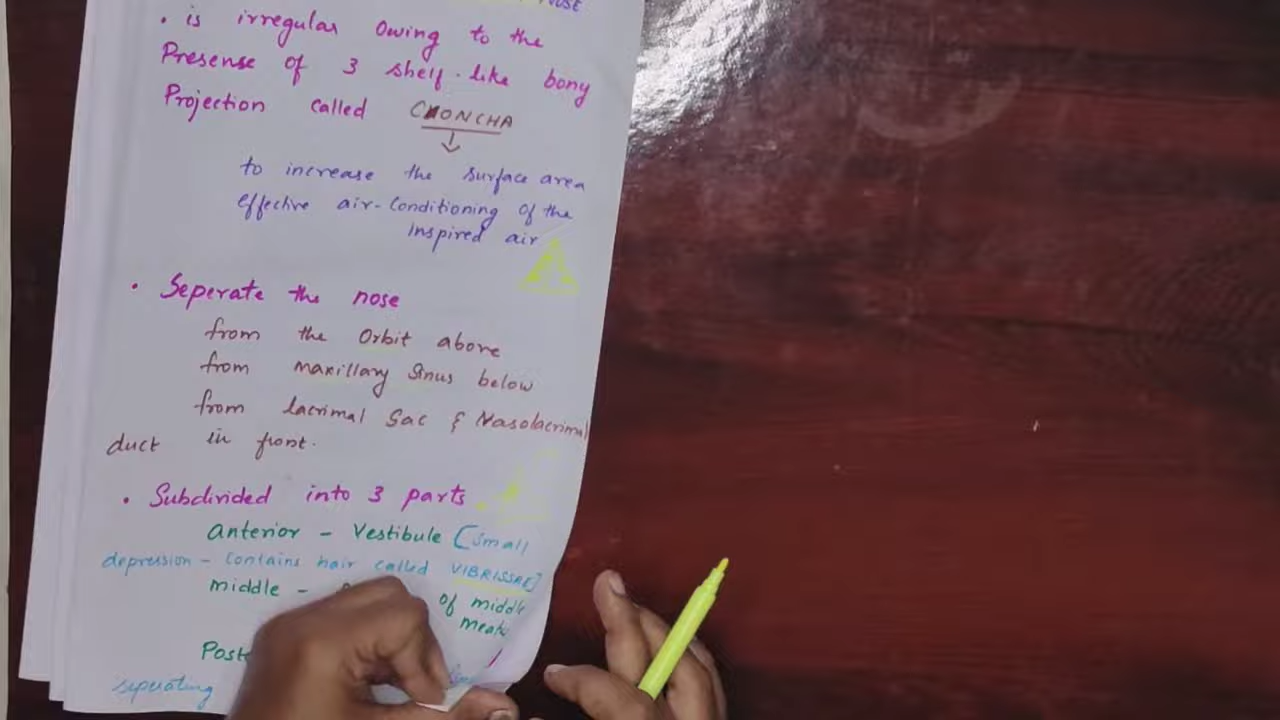 NOSE
. is irregular Owing to the
Presense of 3 shelf-like bony
Projection called CHONCHA
to increase the surface area
effective air-Conditioning of the
inspired air
. Seperate the nose
from the Orbit above
from maxillary Sinus below
from lacrimal Sac & Nasolacrimal
duct in front.
. Subdivided into 3 parts
anterior - Vestibule [Small
depression - Contains hair called VIBRISSAE]
middle - of middle
Post
seperating